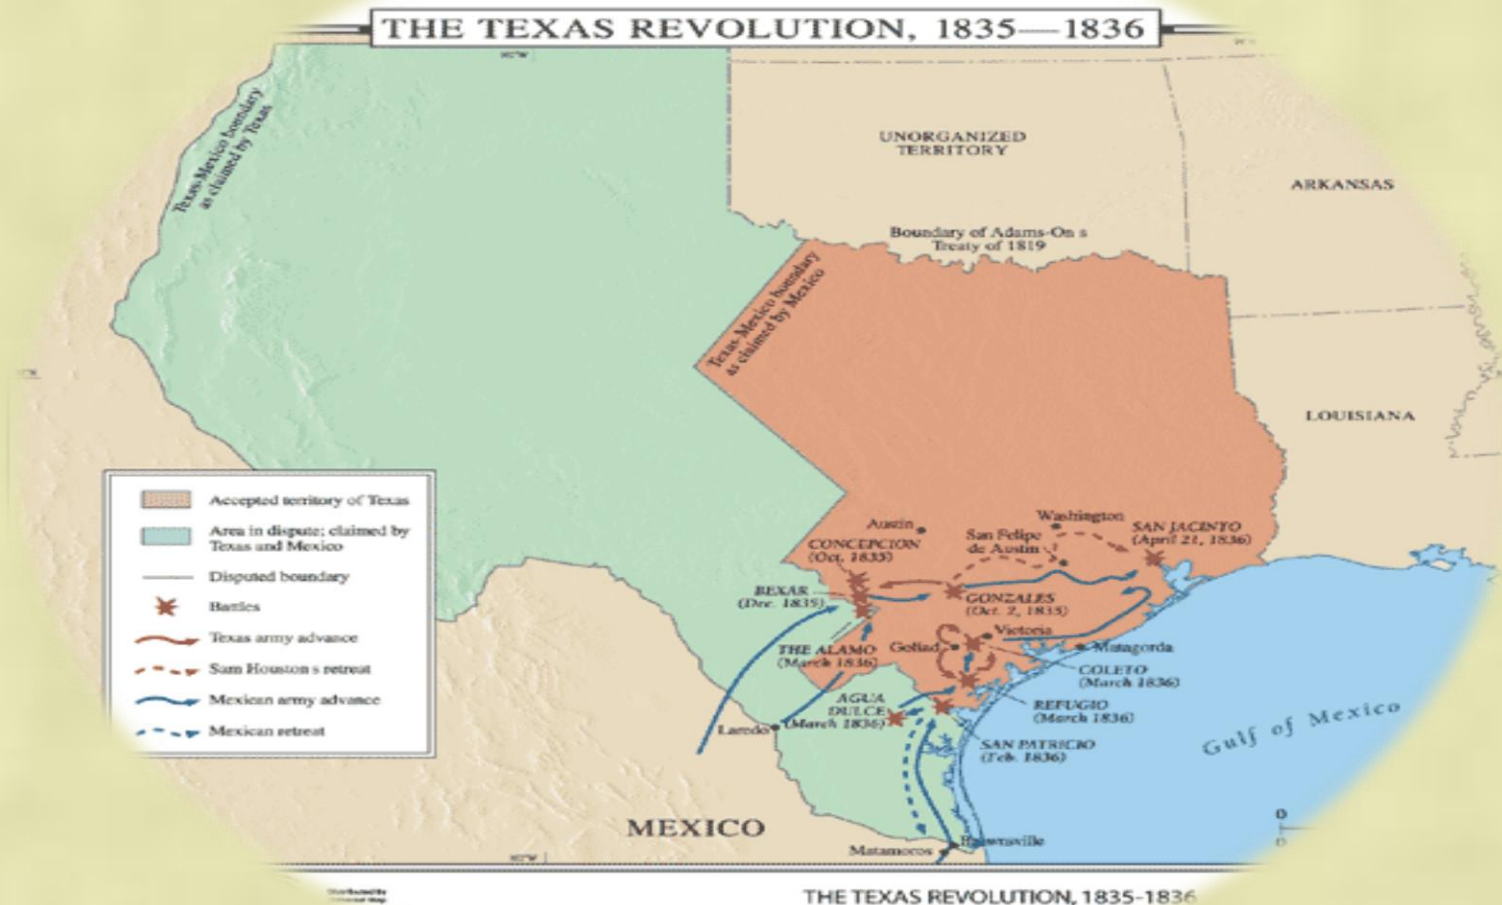 THE TEXAS REVOLUTION, 1835—1836
Texas-Mexico boundary
as claimed by Texas
UNORGANIZED
TERRITORY
ARKANSAS
Boundary of Adams-On s
Treaty of 1819
Texas-Mexico boundary
as claimed by Mexico
LOUISIANA
Accepted territory of Texas
Area in dispute; claimed by
Texas and Mexico
Disputed boundary
Battles
Texas army advance
Sam Houston s retreat
Mexican army advance
Mexican retreat
Austin
Washington
San Felipe
de Austin
SAN JACINTO
(April 21, 1836)
CONCEPCION
(Oct. 1835)
BEXAR
(Dec. 1835)
GONZALES
(Oct. 2, 1835)
Victoria
THE ALAMO
(March 1836)
Goliad
Matagorda
COLETO
(March 1836)
AGUA
DULCE
(March 1836)
REFUGIO
(March 1836)
Laredo
SAN PATRICIO
(Feb. 1836)
Gulf of Mexico
MEXICO
Matamoros
Brownsville
0
0
THE TEXAS REVOLUTION, 1835-1836